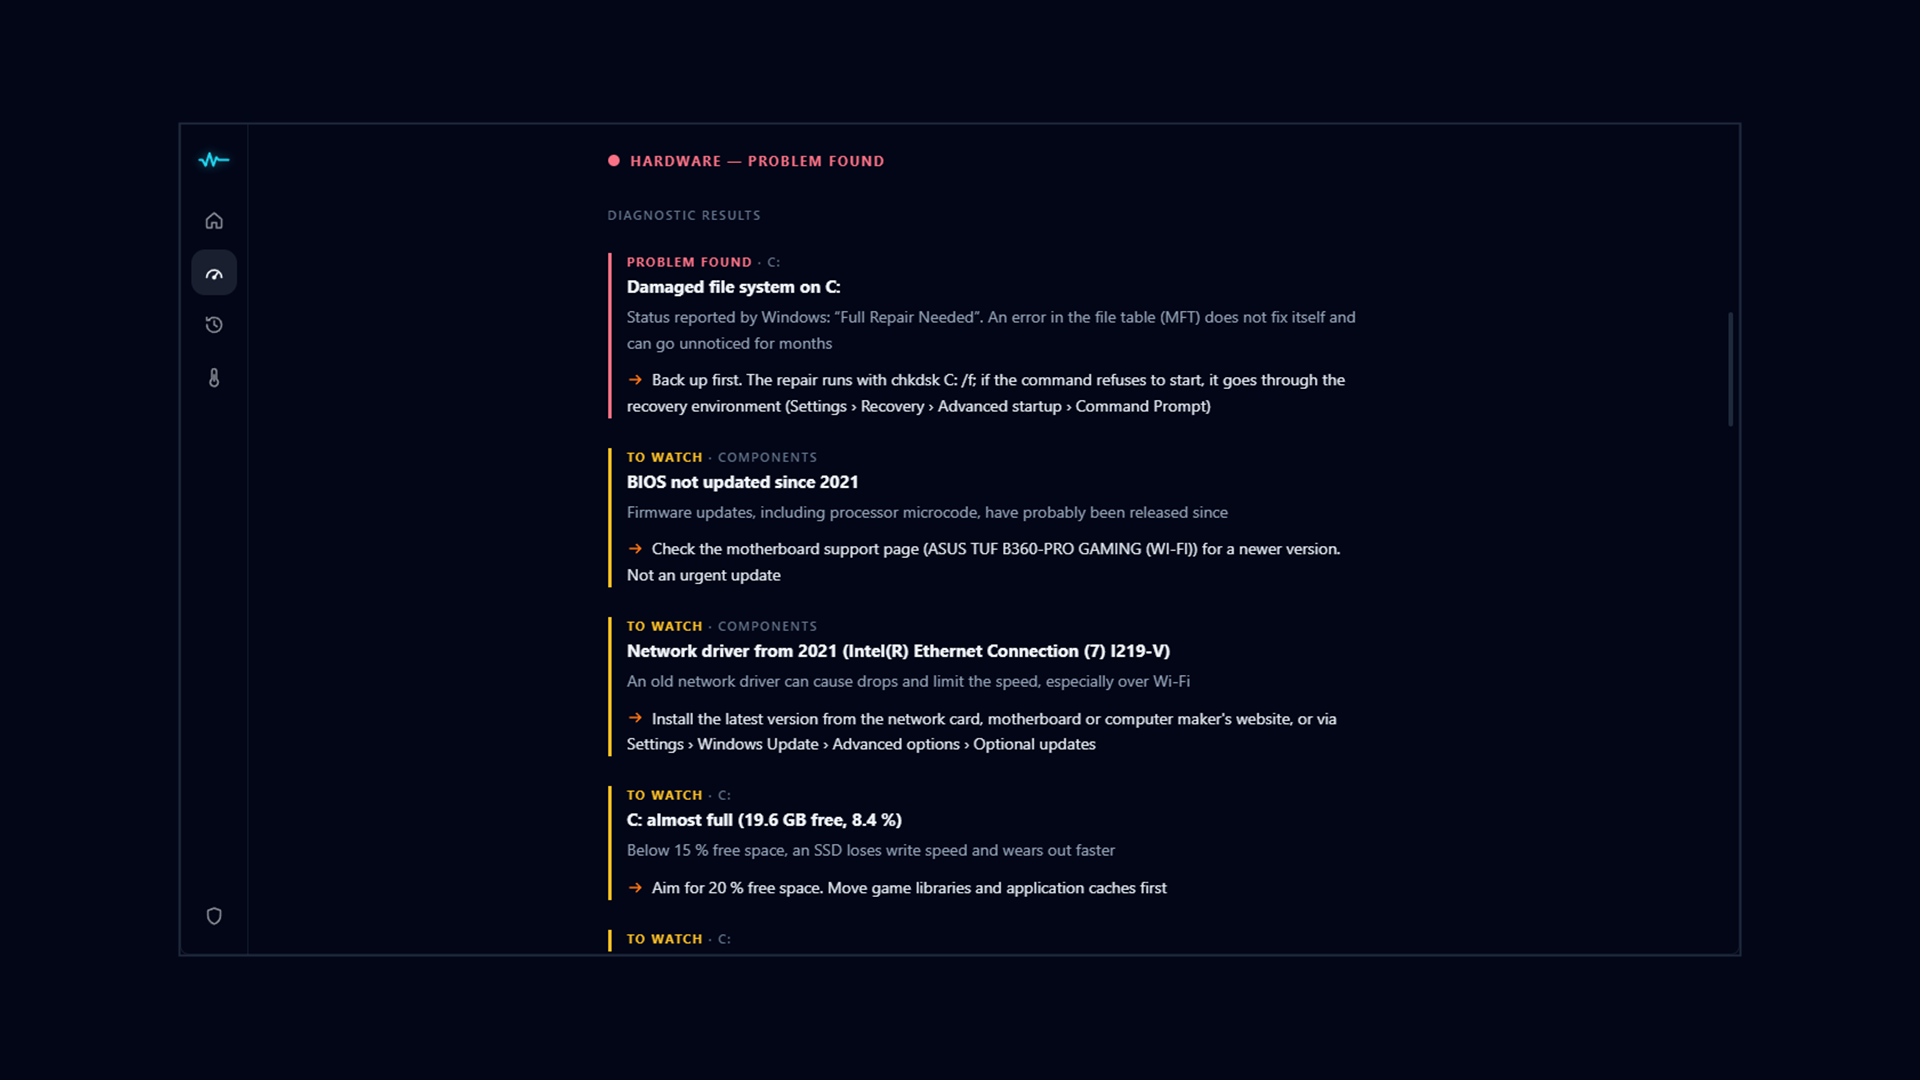 HARDWARE — PROBLEM FOUND
DIAGNOSTIC RESULTS
PROBLEM FOUND · C:
Damaged file system on C:
Status reported by Windows: “Full Repair Needed”. An error in the file table (MFT) does not fix itself and
can go unnoticed for months
→ Back up first. The repair runs with chkdsk C: /f; if the command refuses to start, it goes through the
recovery environment (Settings › Recovery › Advanced startup › Command Prompt)
TO WATCH · COMPONENTS
BIOS not updated since 2021
Firmware updates, including processor microcode, have probably been released since
→ Check the motherboard support page (ASUS TUF B360-PRO GAMING (WI-FI)) for a newer version.
Not an urgent update
TO WATCH · COMPONENTS
Network driver from 2021 (Intel(R) Ethernet Connection (7) I219-V)
An old network driver can cause drops and limit the speed, especially over Wi-Fi
→ Install the latest version from the network card, motherboard or computer maker's website, or via
Settings › Windows Update › Advanced options › Optional updates
TO WATCH · C:
C: almost full (19.6 GB free, 8.4 %)
Below 15 % free space, an SSD loses write speed and wears out faster
→ Aim for 20 % free space. Move game libraries and application caches first
TO WATCH · C: